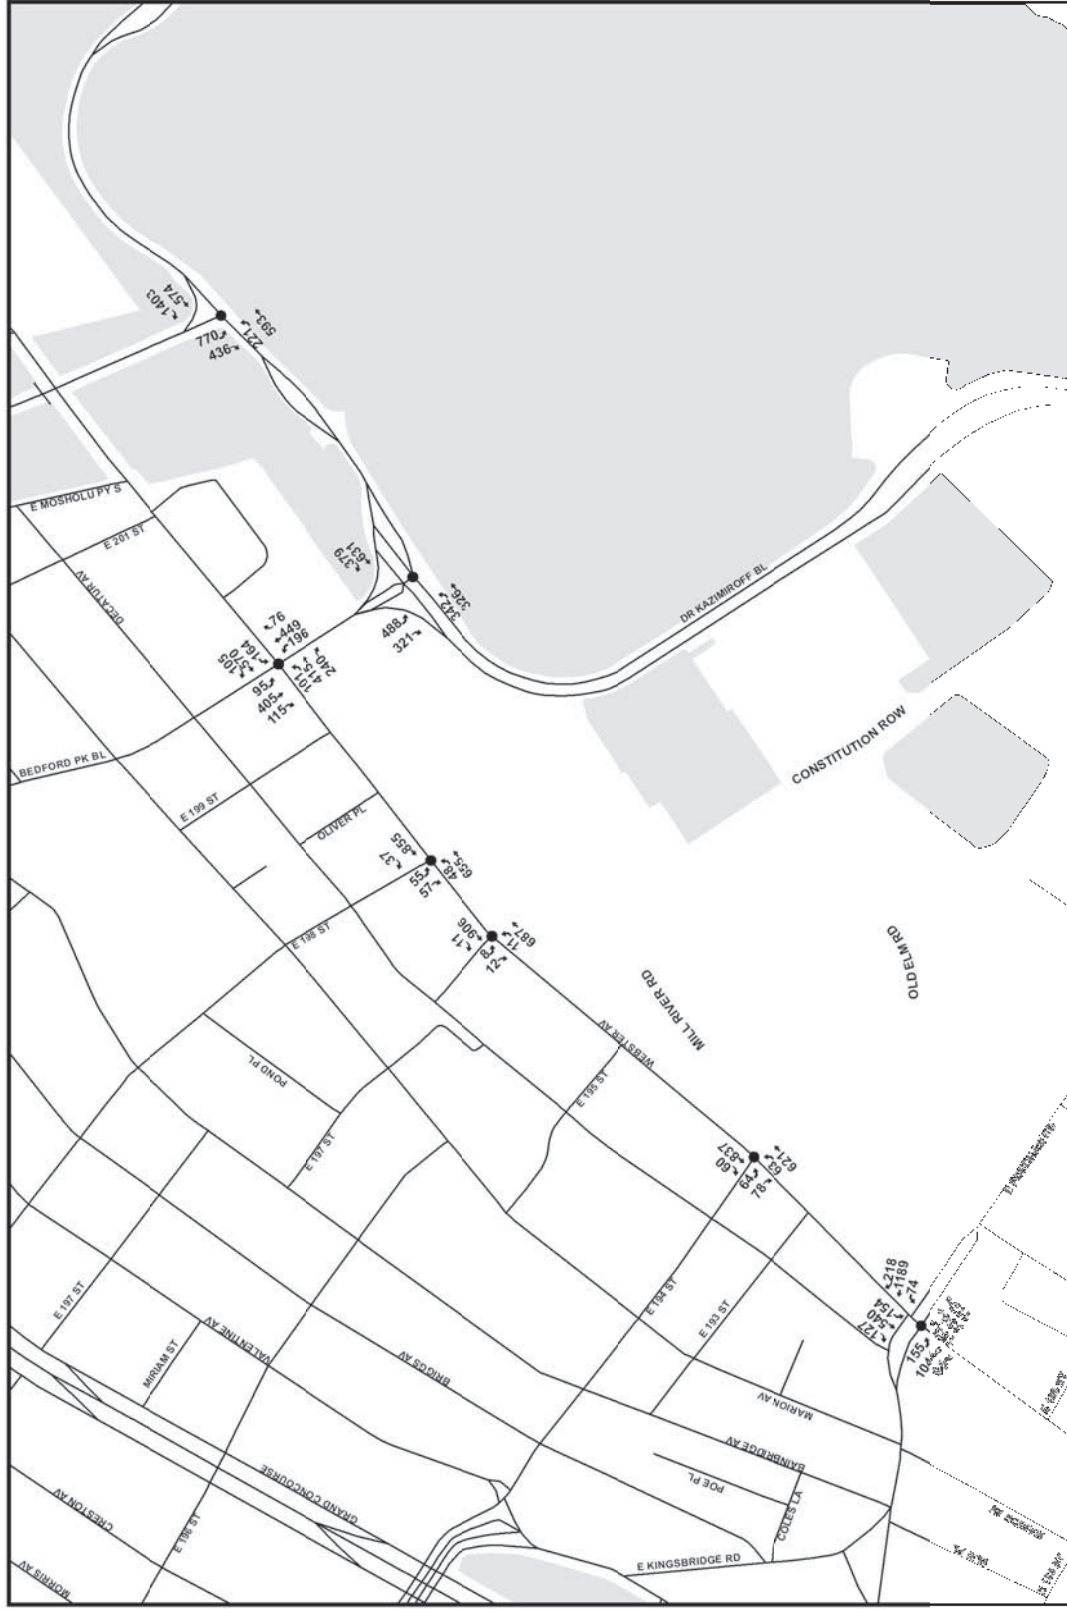 1403
574
770
436
221
593
E MOSHOLU PY S
E 201 ST
DECATUR AV
379
631
488
321
342
326
DR KAZIMIROFF BL
76
449
196
105
570
164
95
405
115
101
415
240
BEDFORD PK BL
E 199 ST
OLIVER PL
37
855
55
57
48
655
E 198 ST
11
906
8
12
11
687
CONSTITUTION ROW
OLD ELM RD
MILL RIVER RD
WEBSTER AV
POND PL
E 195 ST
E 197 ST
60
837
64
78
63
621
E 197 ST
MIRIAM ST
VALENTINE AV
BRIGGS AV
E 194 ST
E 193 ST
218
1189
74
127
540
154
155
MARION AV
BAINBRIDGE AV
POE PL
COLES LA
GRAND CONCOURSE
CRESTON AV
E 196 ST
MORRIS AV
E KINGSBRIDGE RD